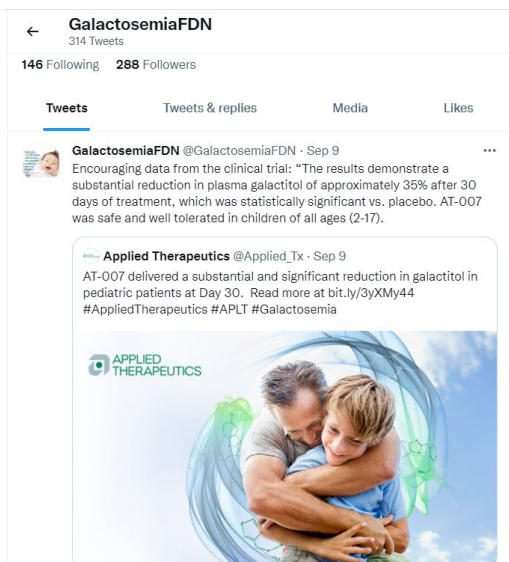 GalactosemiaFDN
314 Tweets
146 Following 288 Followers
Tweets Tweets & replies Media Likes
GalactosemiaFDN @GalactosemiaFDN · Sep 9
Encouraging data from the clinical trial: “The results demonstrate a
substantial reduction in plasma galactitol of approximately 35% after 30
days of treatment, which was statistically significant vs. placebo. AT-007
was safe and well tolerated in children of all ages (2-17).
Applied Therapeutics @Applied_Tx · Sep 9
AT-007 delivered a substantial and significant reduction in galactitol in
pediatric patients at Day 30.  Read more at bit.ly/3yXMy44
#AppliedTherapeutics #APLT #Galactosemia
APPLIED
THERAPEUTICS